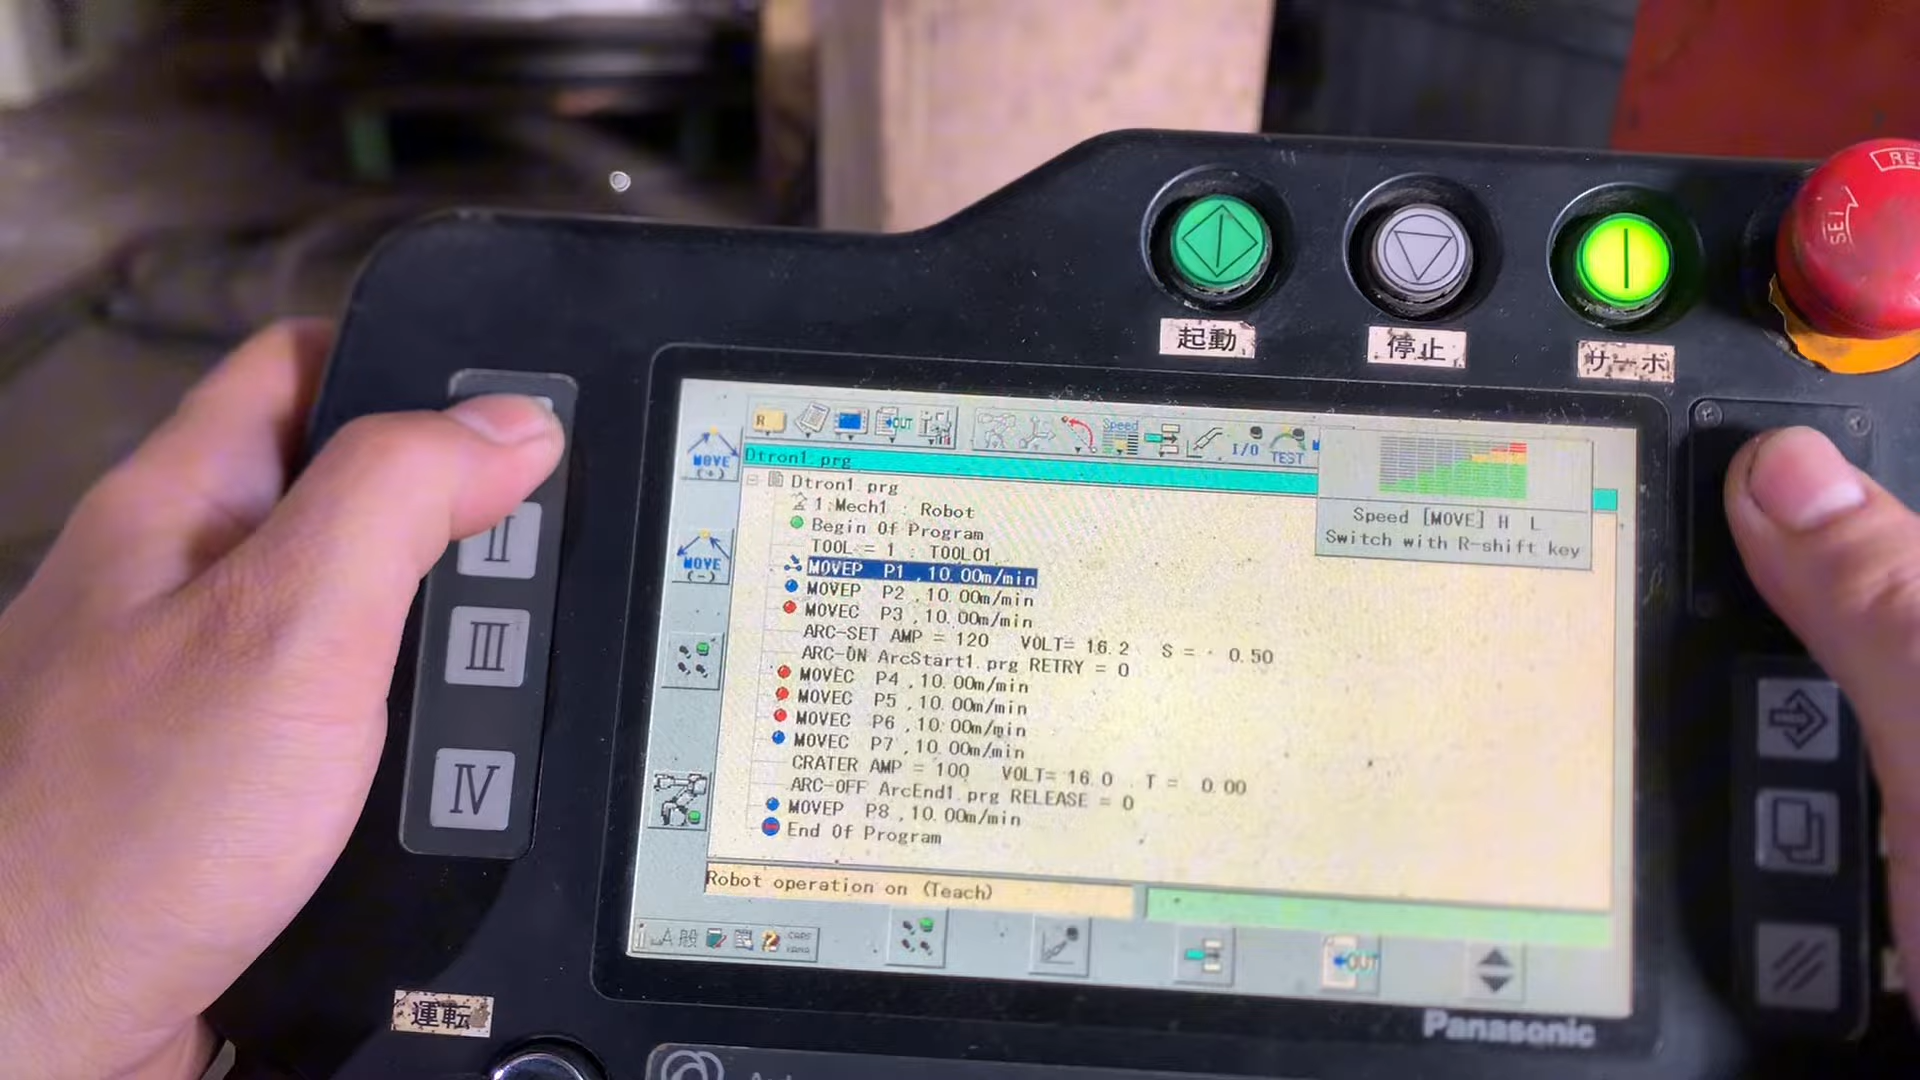 RE
SET
起動
停止
サーボ
R
OUT
Speed
I/O
TEST
MOVE
(+)
Dtron1.prg
Dtron1.prg
1:Mech1 : Robot
Begin Of Program
TOOL = 1 : TOOL01
MOVEP P1 ,10.00m/min
MOVEP P2 ,10.00m/min
MOVEC P3 ,10.00m/min
ARC-SET AMP = 120 VOLT= 16.2 S = 0.50
ARC-ON ArcStart1.prg RETRY = 0
MOVEC P4 ,10.00m/min
MOVEC P5 ,10.00m/min
MOVEC P6 ,10.00m/min
MOVEC P7 ,10.00m/min
CRATER AMP = 100 VOLT= 16.0 T = 0.00
ARC-OFF ArcEnd1.prg RELEASE = 0
MOVEP P8 ,10.00m/min
End Of Program
Speed [MOVE] H L
Switch with R-shift key
MOVE
(-)
II
III
IV
Robot operation on (Teach)
OUT
Panasonic
運転